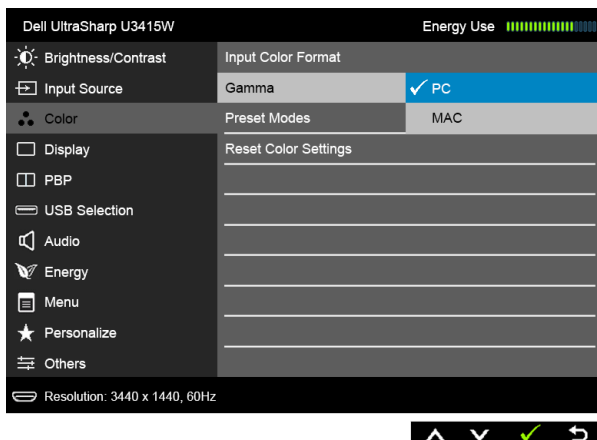 Dell UltraSharp U3415W
Energy Use
Brightness/Contrast
Input Source
Color
Display
PBP
USB Selection
Audio
Energy
Menu
Personalize
Others
Input Color Format
Gamma
Preset Modes
Reset Color Settings
PC
MAC
Resolution: 3440 x 1440, 60Hz